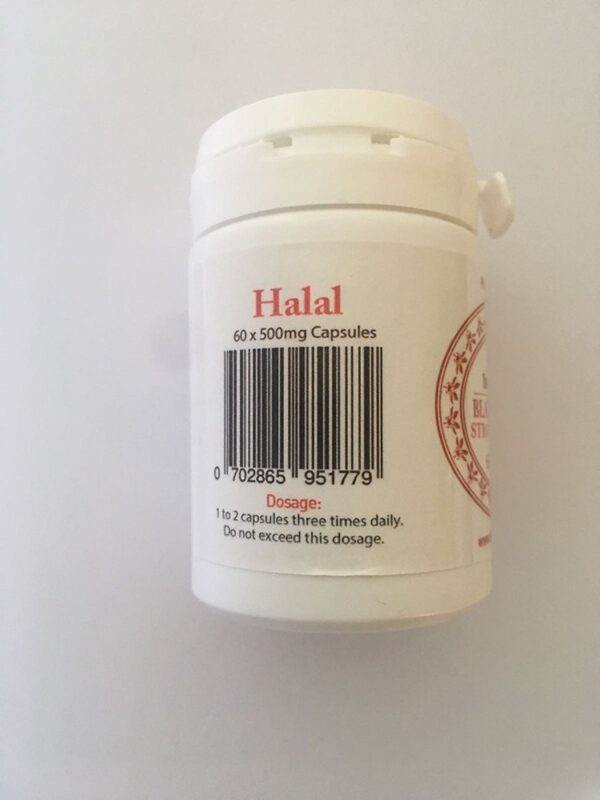 Halal
60 x 500mg Capsules
0 702865 951779
Dosage:
1 to 2 capsules three times daily.
Do not exceed this dosage.